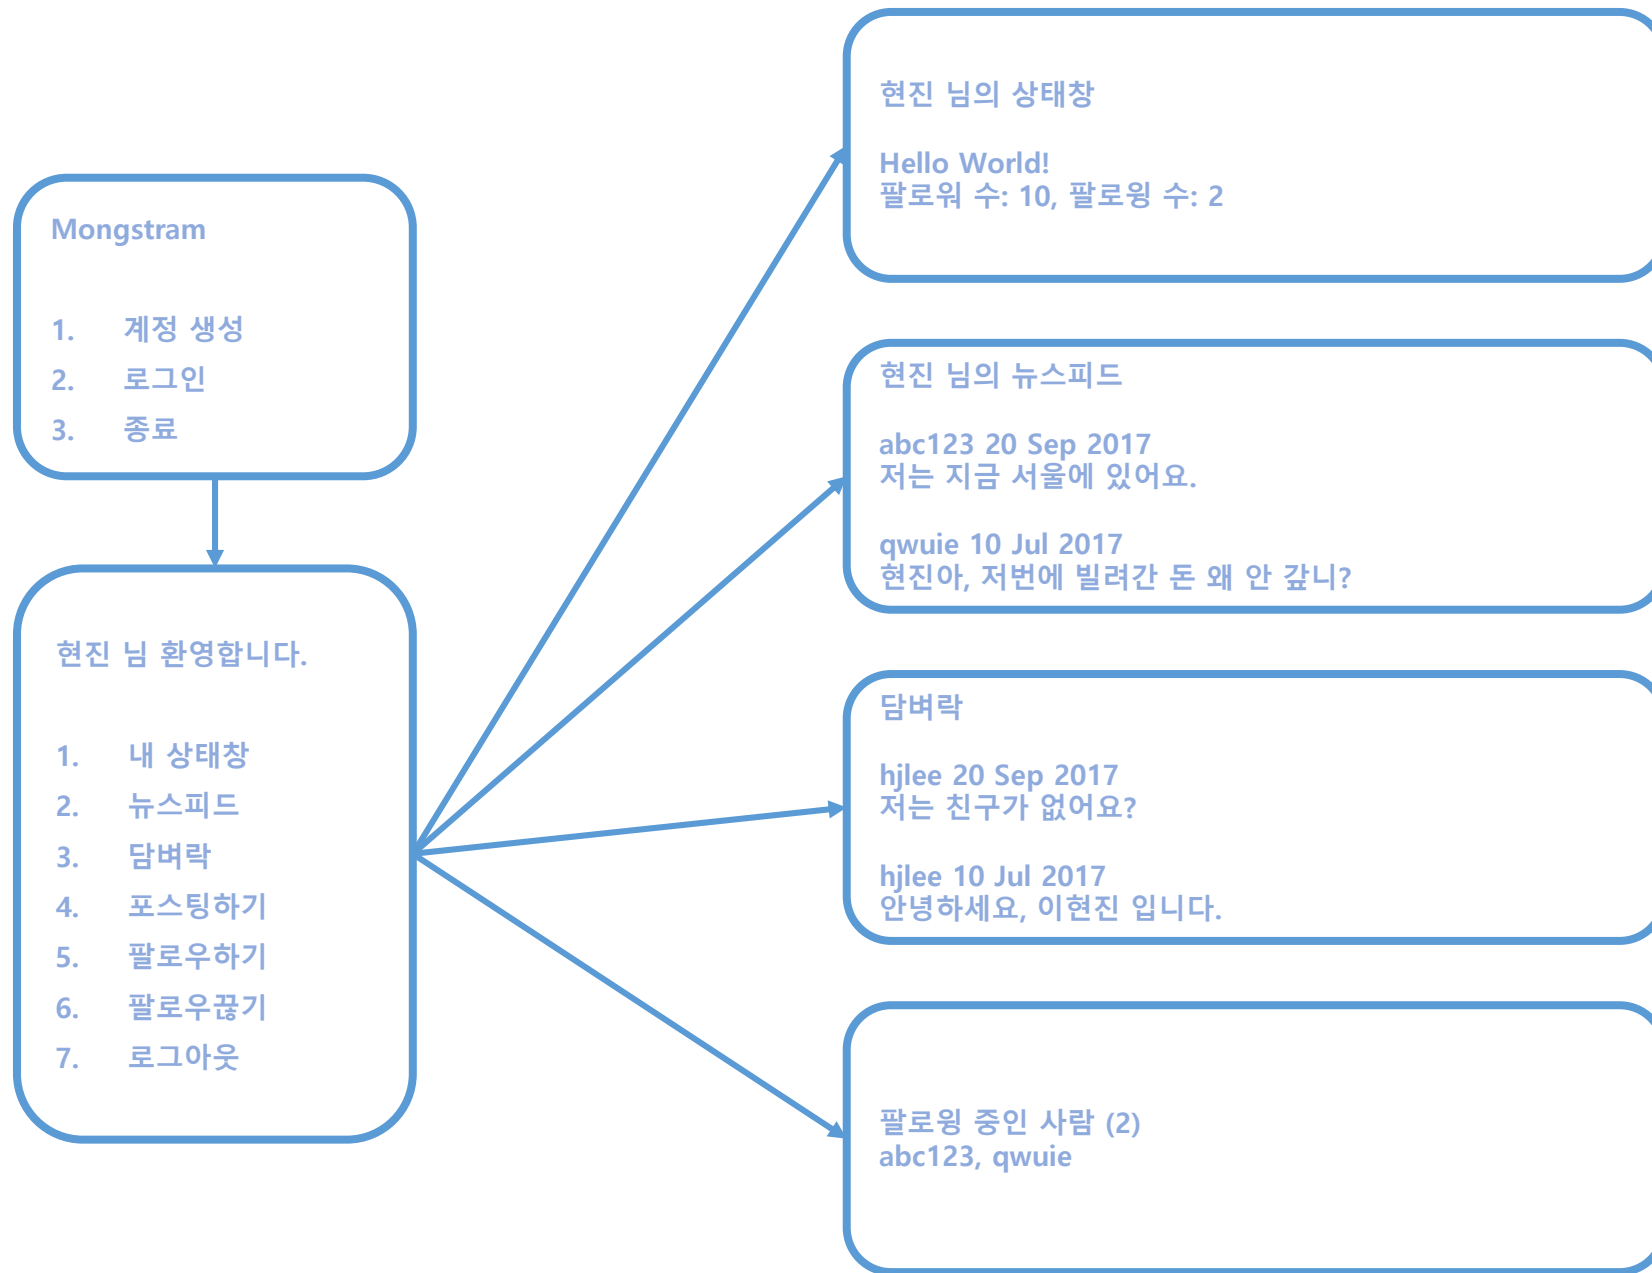 Mongstram
1. 계정 생성
2. 로그인
3. 종료
현진 님 환영합니다.
1. 내 상태창
2. 뉴스피드
3. 담벼락
4. 포스팅하기
5. 팔로우하기
6. 팔로우끊기
7. 로그아웃
현진 님의 상태창
Hello World!
팔로워 수: 10, 팔로윙 수: 2
현진 님의 뉴스피드
abc123 20 Sep 2017
저는 지금 서울에 있어요.
qwuie 10 Jul 2017
현진아, 저번에 빌려간 돈 왜 안 갚니?
담벼락
hjlee 20 Sep 2017
저는 친구가 없어요?
hjlee 10 Jul 2017
안녕하세요, 이현진 입니다.
팔로윙 중인 사람 (2)
abc123, qwuie